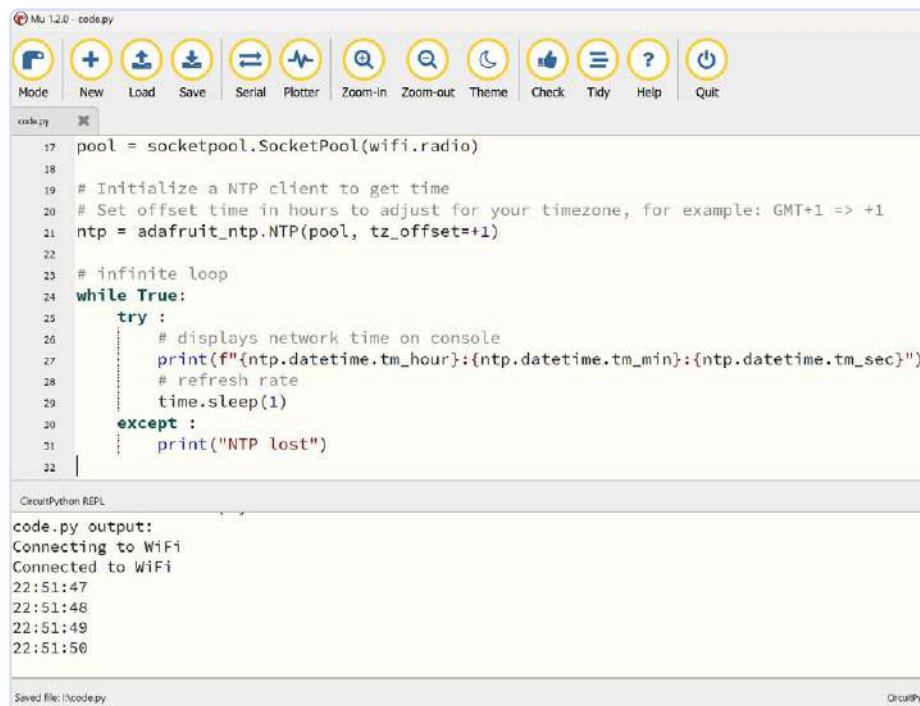 Mu 1.2.0 - code.py
Mode New Load Save Serial Plotter Zoom-in Zoom-out Theme Check Tidy Help Quit
code.py
17 pool = socketpool.SocketPool(wifi.radio)
18
19 # Initialize a NTP client to get time
20 # Set offset time in hours to adjust for your timezone, for example: GMT+1 => +1
21 ntp = adafruit_ntp.NTP(pool, tz_offset=+1)
22
23 # infinite loop
24 while True:
25 try :
26 # displays network time on console
27 print(f"{ntp.datetime.tm_hour}:{ntp.datetime.tm_min}:{ntp.datetime.tm_sec}")
28 # refresh rate
29 time.sleep(1)
30 except :
31 print("NTP lost")
32
CircuitPython REPL
code.py output:
Connecting to WiFi
Connected to WiFi
22:51:47
22:51:48
22:51:49
22:51:50
Saved file: I:\code.py CircuitPy